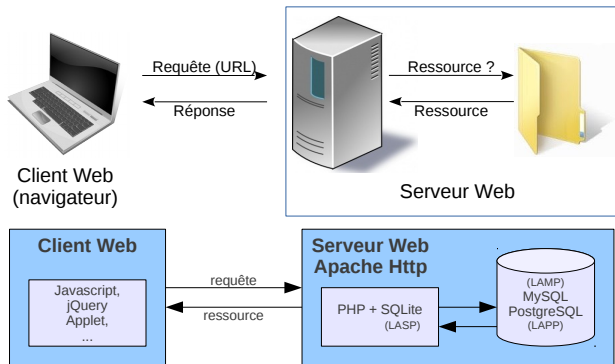 Requête (URL)
Réponse
Ressource ?
Ressource
Client Web
(navigateur)
Serveur Web
Client Web
Javascript,
jQuery
Applet,
...
requête
ressource
Serveur Web
Apache Http
PHP + SQLite
(LASP)
(LAMP)
MySQL
PostgreSQL
(LAPP)